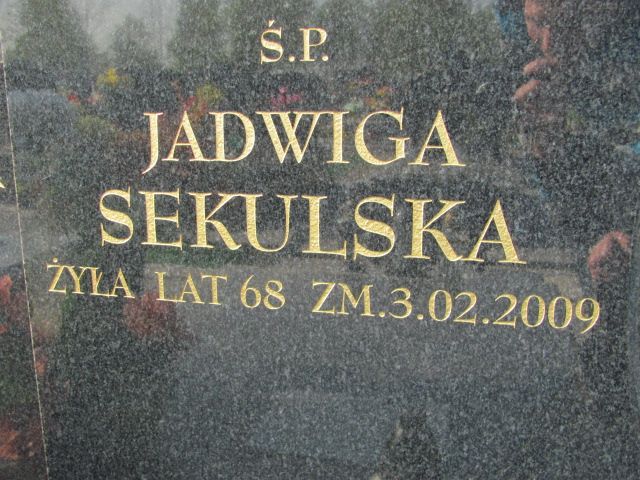 Ś.P.
JADWIGA
SEKULSKA
ŻYŁA LAT 68 ZM.3.02.2009